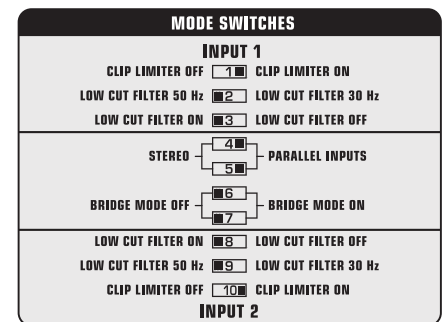 MODE SWITCHES
INPUT 1
CLIP LIMITER OFF 1 CLIP LIMITER ON
LOW CUT FILTER 50 Hz 2 LOW CUT FILTER 30 Hz
LOW CUT FILTER ON 3 LOW CUT FILTER OFF
STEREO 4 5 PARALLEL INPUTS
BRIDGE MODE OFF 6 7 BRIDGE MODE ON
LOW CUT FILTER ON 8 LOW CUT FILTER OFF
LOW CUT FILTER 50 Hz 9 LOW CUT FILTER 30 Hz
CLIP LIMITER OFF 10 CLIP LIMITER ON
INPUT 2